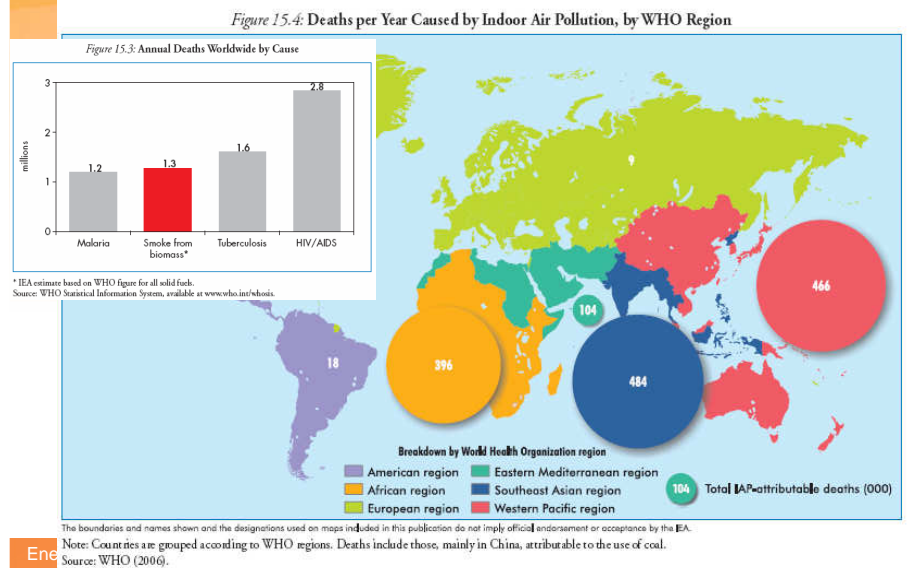 Figure 15.4: Deaths per Year Caused by Indoor Air Pollution, by WHO Region
Figure 15.3: Annual Deaths Worldwide by Cause
3
2
1
0
millions
1.2
1.3
1.6
2.8
Malaria
Smoke from
biomass*
Tuberculosis
HIV/AIDS
* IEA estimate based on WHO figure for all solid fuels.
Source: WHO Statistical Information System, available at www.who.int/whosis.
9
466
104
18
396
484
Breakdown by World Health Organization region
American region
African region
European region
Eastern Mediterranean region
Southeast Asian region
Western Pacific region
104
Total IAP-attributable deaths (000)
The boundaries and names shown and the designations used on maps included in this publication do not imply official endorsement or acceptance by the IEA.
Note: Countries are grouped according to WHO regions. Deaths include those, mainly in China, attributable to the use of coal.
Source: WHO (2006).
Ene